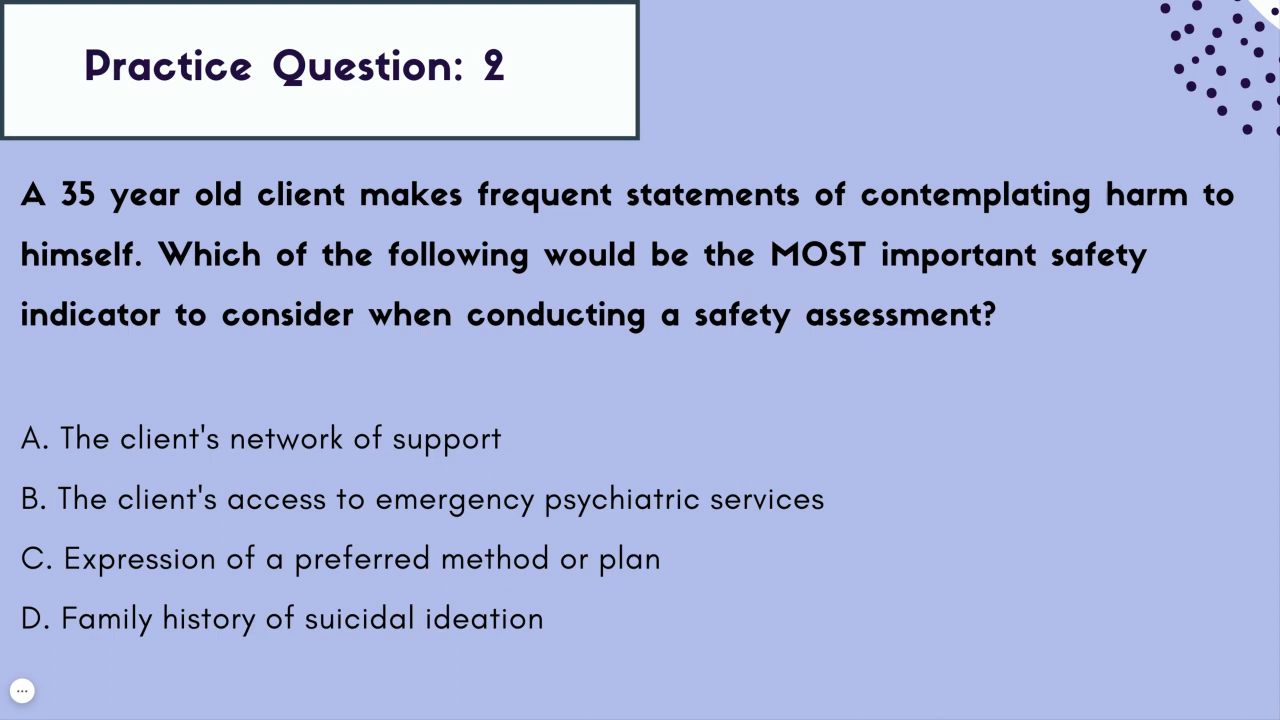 Practice Question: 2
A 35 year old client makes frequent statements of contemplating harm to
himself. Which of the following would be the MOST important safety
indicator to consider when conducting a safety assessment?
A. The client's network of support
B. The client's access to emergency psychiatric services
C. Expression of a preferred method or plan
D. Family history of suicidal ideation